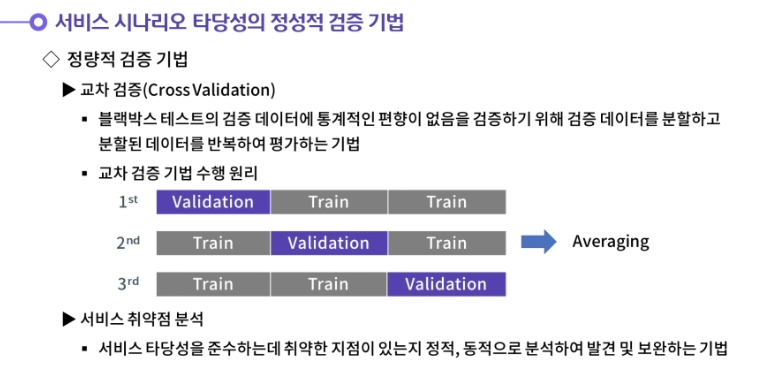 서비스 시나리오 타당성의 정성적 검증 기법
◇ 정량적 검증 기법
▶ 교차 검증(Cross Validation)
▪ 블랙박스 테스트의 검증 데이터에 통계적인 편향이 없음을 검증하기 위해 검증 데이터를 분할하고
분할된 데이터를 반복하여 평가하는 기법
▪ 교차 검증 기법 수행 원리
1st Validation Train Train
2nd Train Validation Train Averaging
3rd Train Train Validation
▶ 서비스 취약점 분석
▪ 서비스 타당성을 준수하는데 취약한 지점이 있는지 정적, 동적으로 분석하여 발견 및 보완하는 기법